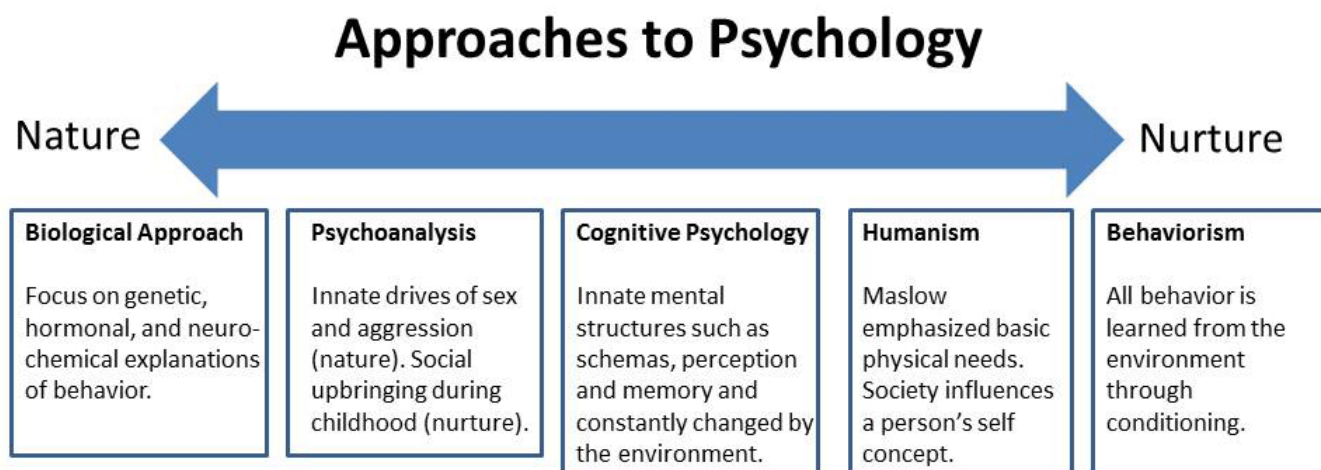 Approaches to Psychology
Nature
Nurture
Biological Approach
Focus on genetic,
hormonal, and neuro-
chemical explanations
of behavior.
Psychoanalysis
Innate drives of sex
and aggression
(nature). Social
upbringing during
childhood (nurture).
Cognitive Psychology
Innate mental
structures such as
schemas, perception
and memory and
constantly changed by
the environment.
Humanism
Maslow
emphasized basic
physical needs.
Society influences
a person's self
concept.
Behaviorism
All behavior is
learned from the
environment
through
conditioning.